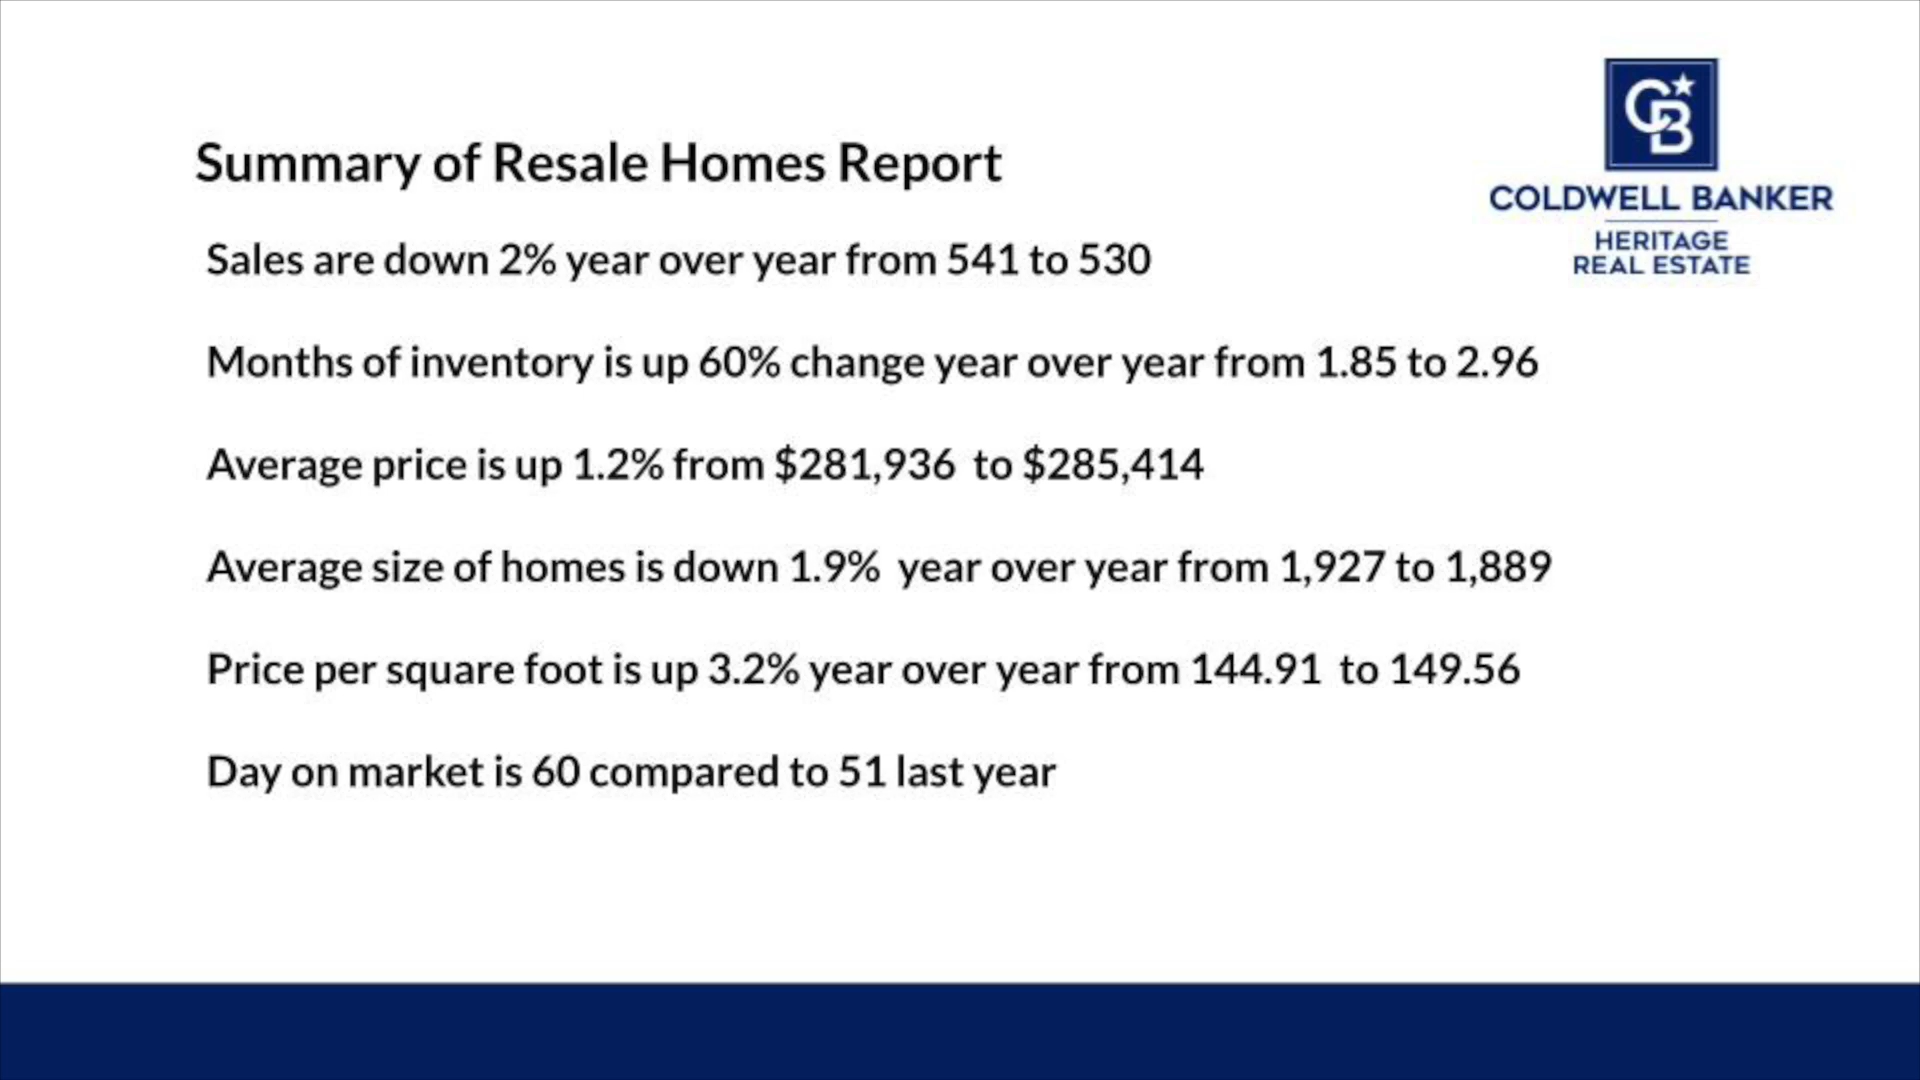 Summary of Resale Homes Report
CB
COLDWELL BANKER
HERITAGE
REAL ESTATE
Sales are down 2% year over year from 541 to 530
Months of inventory is up 60% change year over year from 1.85 to 2.96
Average price is up 1.2% from $281,936 to $285,414
Average size of homes is down 1.9% year over year from 1,927 to 1,889
Price per square foot is up 3.2% year over year from 144.91 to 149.56
Day on market is 60 compared to 51 last year